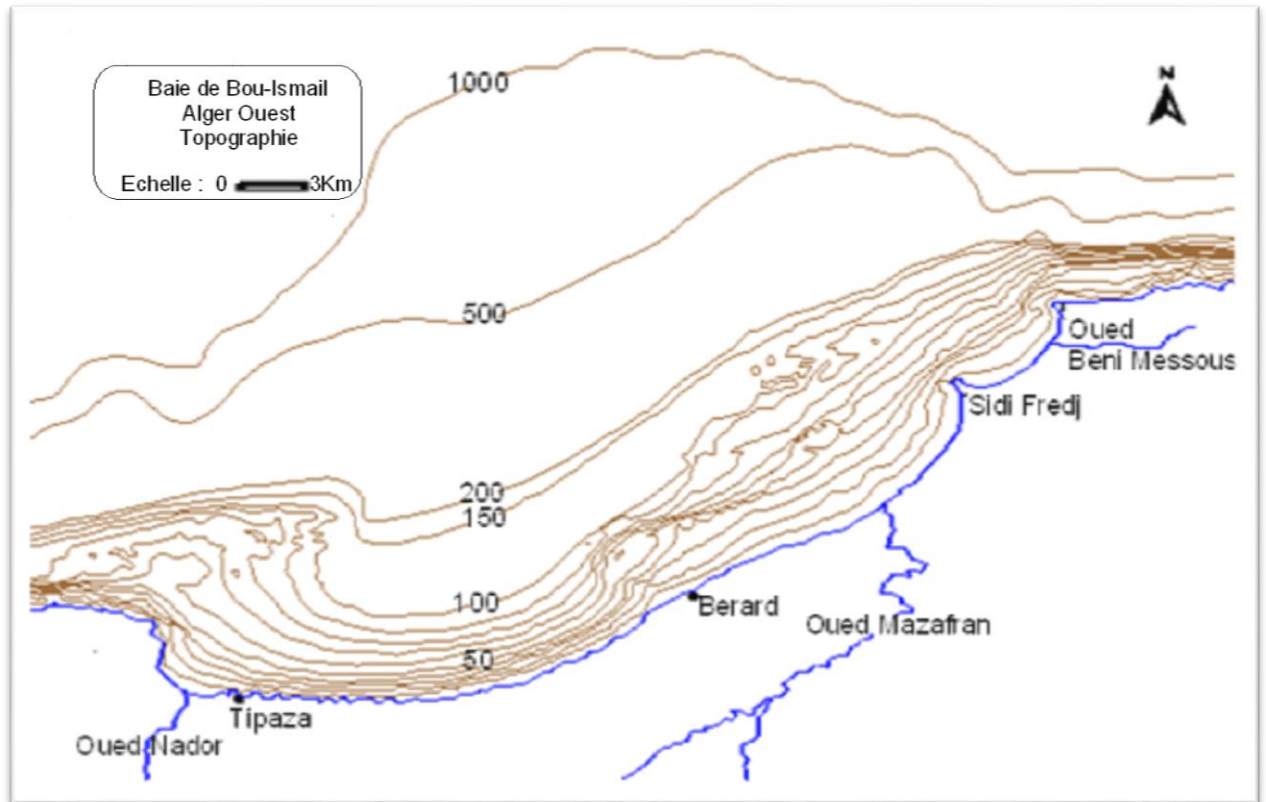 Baie de Bou-Ismail
Alger Ouest
Topographie
Echelle : 0 3Km
N
1000
500
200
150
100
50
Oued
Beni Messous
Sidi Fredj
Berard
Oued Mazafran
Tipaza
Oued Nador